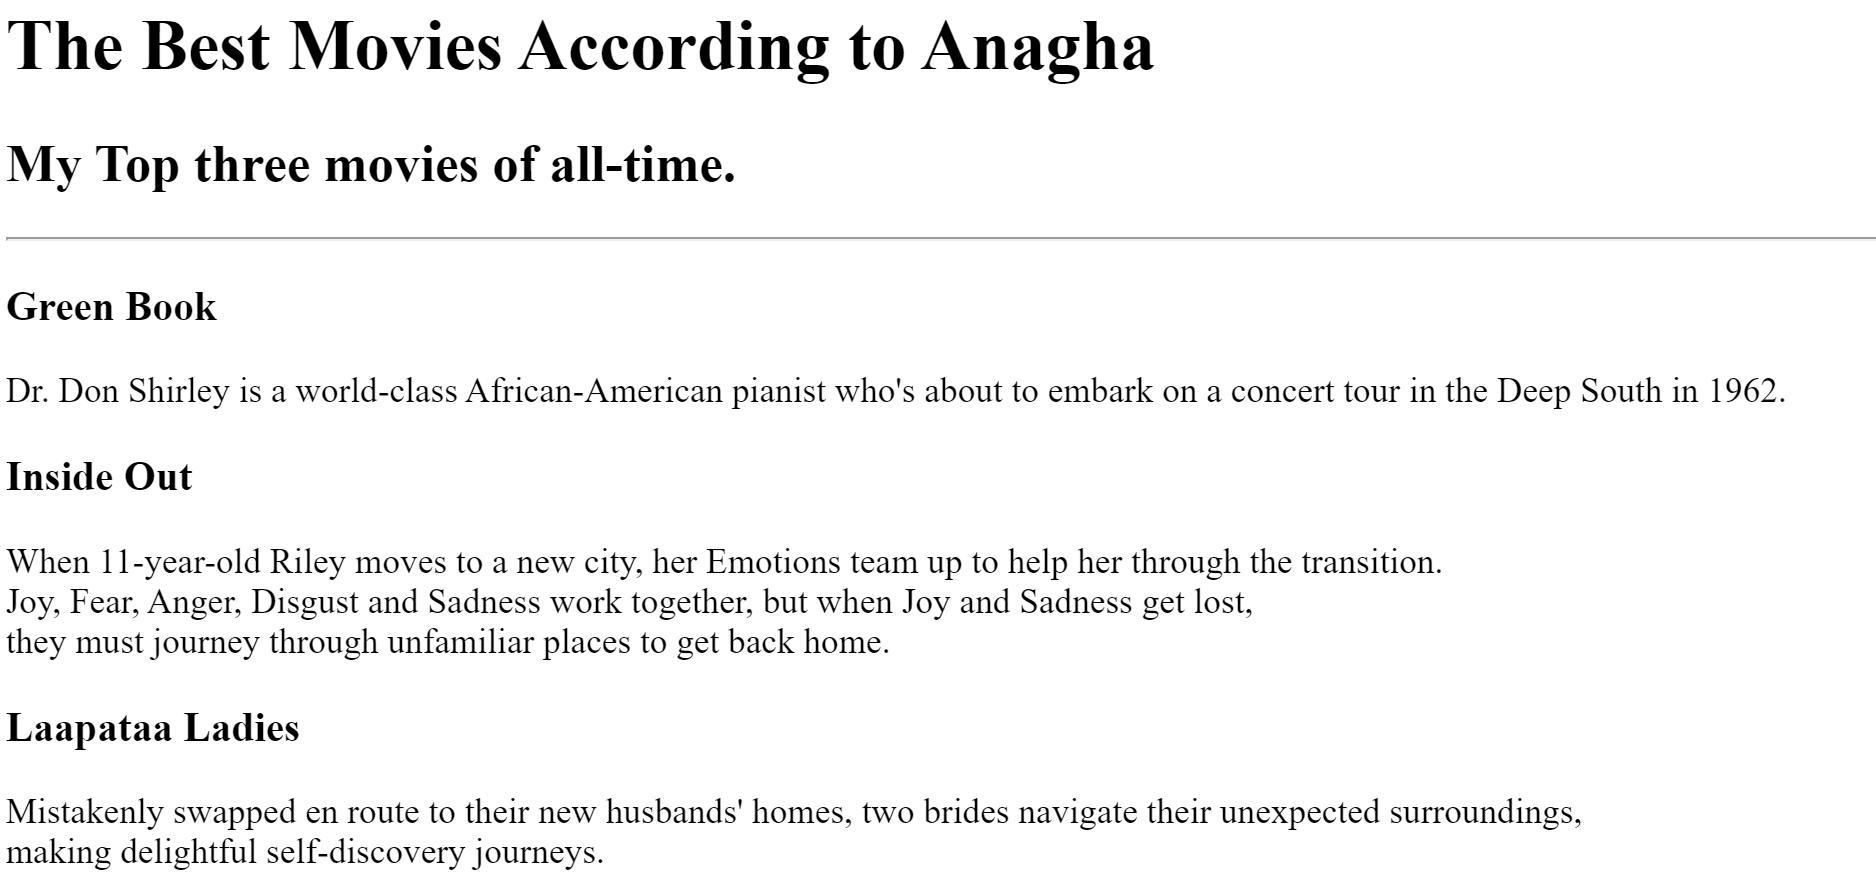 The Best Movies According to Anagha
My Top three movies of all-time.
Green Book
Dr. Don Shirley is a world-class African-American pianist who's about to embark on a concert tour in the Deep South in 1962.
Inside Out
When 11-year-old Riley moves to a new city, her Emotions team up to help her through the transition.
Joy, Fear, Anger, Disgust and Sadness work together, but when Joy and Sadness get lost,
they must journey through unfamiliar places to get back home.
Laapataa Ladies
Mistakenly swapped en route to their new husbands' homes, two brides navigate their unexpected surroundings,
making delightful self-discovery journeys.